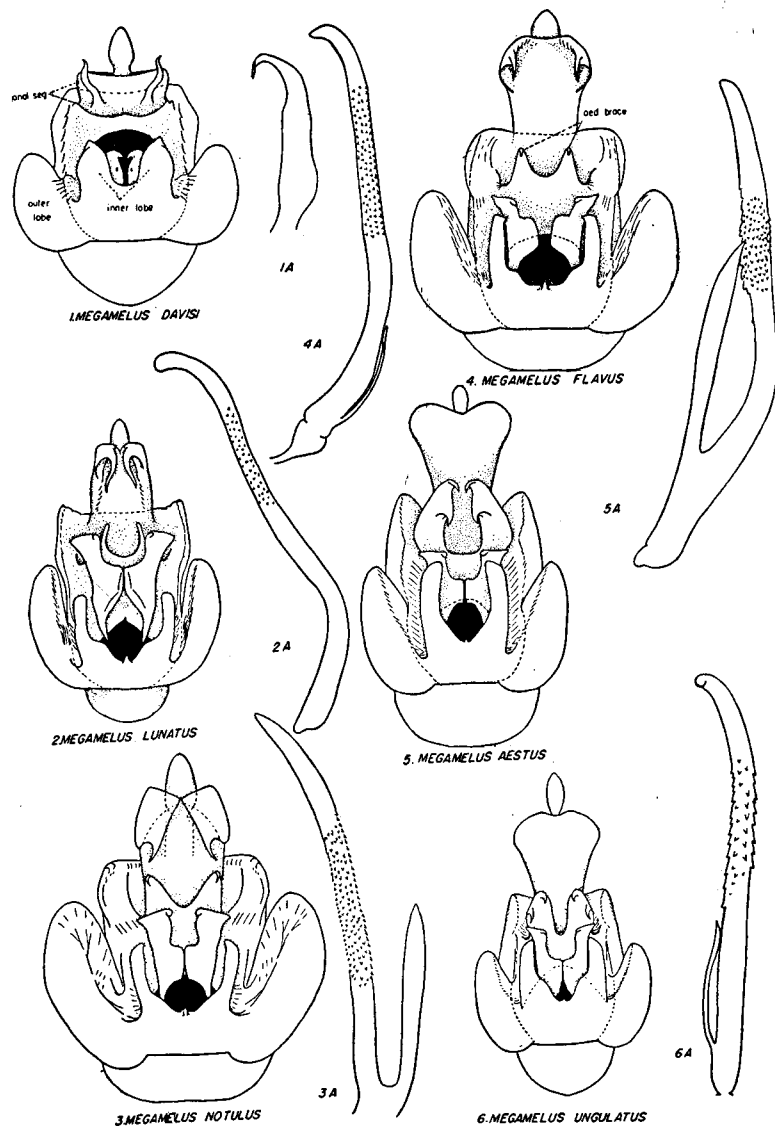 anal seg
outer lobe
inner lobe
1A
1.MEGAMELUS DAVISI
4A
aed brace
4. MEGAMELUS FLAVUS
5A
2A
2.MEGAMELUS LUNATUS
5. MEGAMELUS AESTUS
3A
3.MEGAMELUS NOTULUS
6A
6.MEGAMELUS UNGULATUS